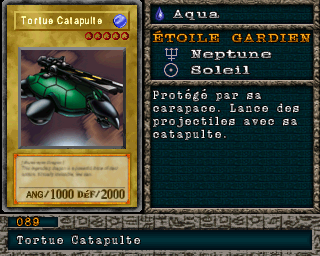 Tortue Catapulte
ANG/1000 DÉF/2000
Aqua
ÉTOILE GARDIEN
Neptune
Soleil
Protégé par sa
carapace. Lance des
projectiles avec sa
catapulte.
089
Tortue Catapulte